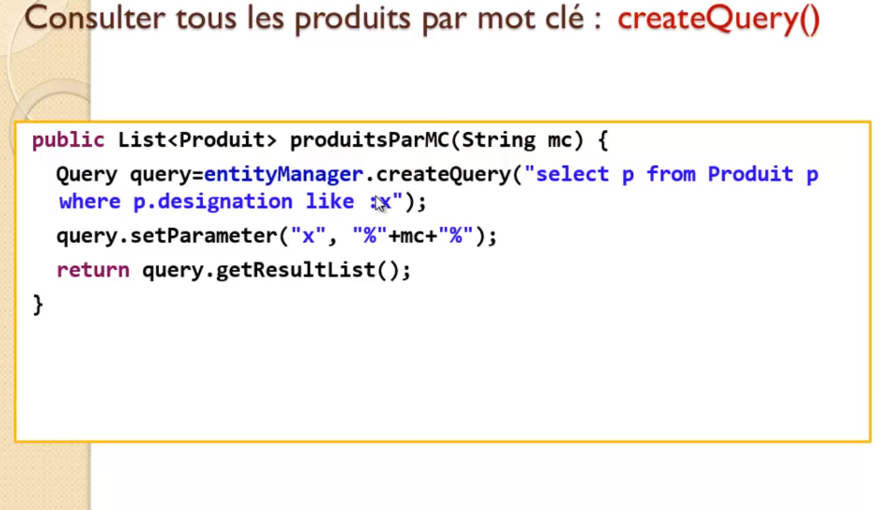 Consulter tous les produits par mot clé : createQuery()
public List<Produit> produitsParMC(String mc) {
Query query=entityManager.createQuery("select p from Produit p
where p.designation like :x");
query.setParameter("x", "%"+mc+"%");
return query.getResultList();
}